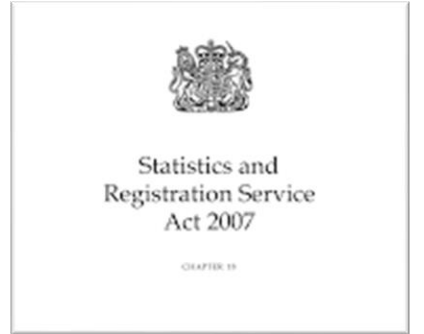 Statistics and
Registration Service
Act 2007
CHAPTER 18